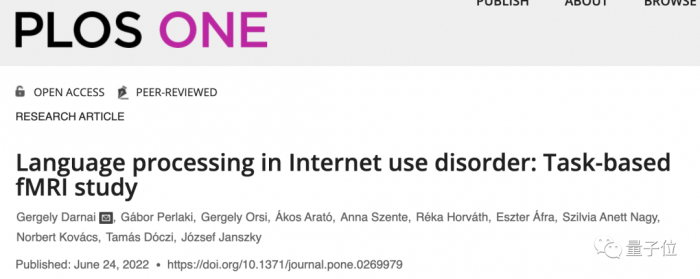 PUBLISH ABOUT BROWSE
PLOS ONE
OPEN ACCESS PEER-REVIEWED
RESEARCH ARTICLE
Language processing in Internet use disorder: Task-based
fMRI study
Gergely Darnai, Gábor Perlaki, Gergely Orsi, Ákos Arató, Anna Szente, Réka Horváth, Eszter Áfra, Szilvia Anett Nagy,
Norbert Kovács, Tamás Dóczi, József Janszky
Published: June 24, 2022 • https://doi.org/10.1371/journal.pone.0269979
量子位